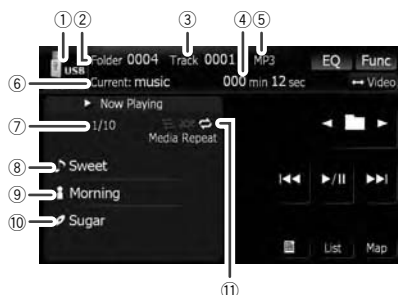 ① ② ③ ④ ⑤
USB Folder 0004 Track 0001 MP3 EQ Func
⑥ Current: music 000 min 12 sec ↔ Video
► Now Playing
⑦ 1/10
Media Repeat
⑧ Sweet
⑨ Morning
⑩ Sugar
List Map
⑪